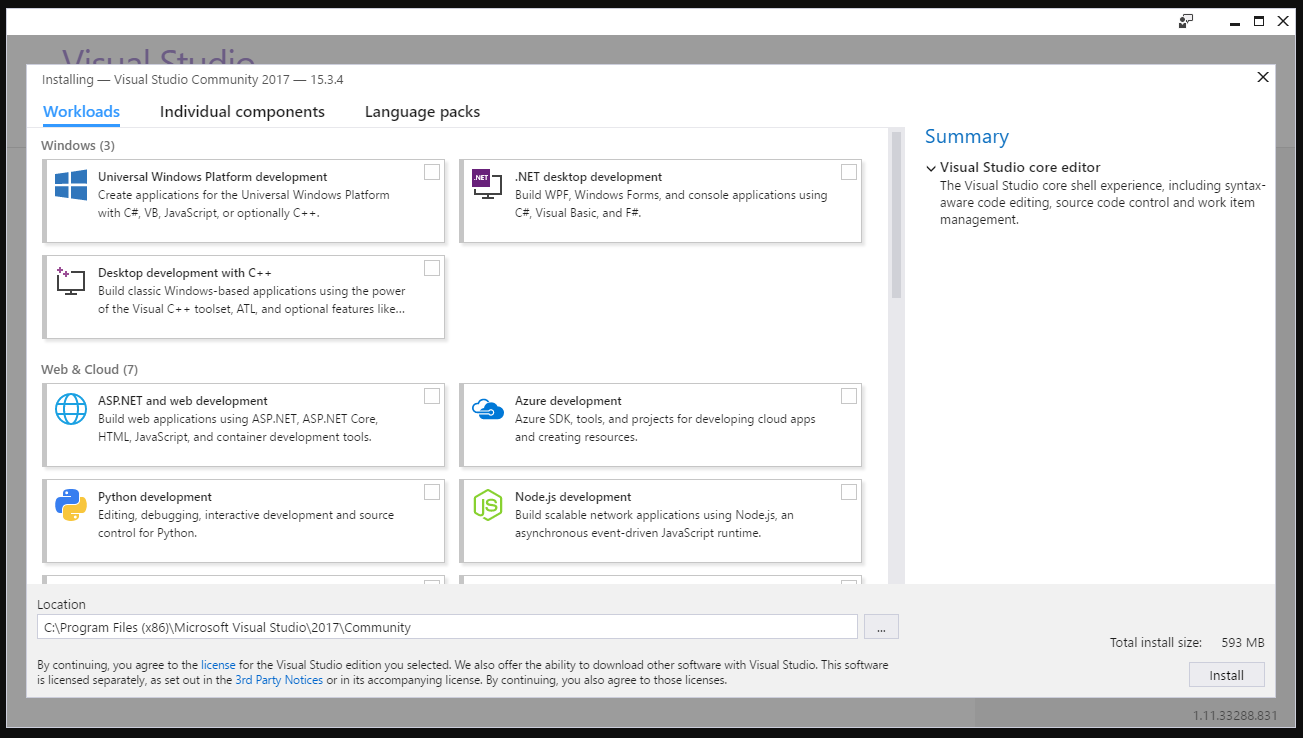 Visual Studio
Installing — Visual Studio Community 2017 — 15.3.4
Workloads
Individual components
Language packs
Windows (3)
Universal Windows Platform development
Create applications for the Universal Windows Platform
with C#, VB, JavaScript, or optionally C++.
.NET
.NET desktop development
Build WPF, Windows Forms, and console applications using
C#, Visual Basic, and F#.
Desktop development with C++
Build classic Windows-based applications using the power
of the Visual C++ toolset, ATL, and optional features like...
Web & Cloud (7)
ASP.NET and web development
Build web applications using ASP.NET, ASP.NET Core,
HTML, JavaScript, and container development tools.
Azure development
Azure SDK, tools, and projects for developing cloud apps
and creating resources.
Python development
Editing, debugging, interactive development and source
control for Python.
JS
Node.js development
Build scalable network applications using Node.js, an
asynchronous event-driven JavaScript runtime.
Summary
Visual Studio core editor
The Visual Studio core shell experience, including syntax-
aware code editing, source code control and work item
management.
Location
C:\Program Files (x86)\Microsoft Visual Studio\2017\Community
...
By continuing, you agree to the license for the Visual Studio edition you selected. We also offer the ability to download other software with Visual Studio. This software
is licensed separately, as set out in the 3rd Party Notices or in its accompanying license. By continuing, you also agree to those licenses.
Total install size: 593 MB
Install
1.11.33288.831